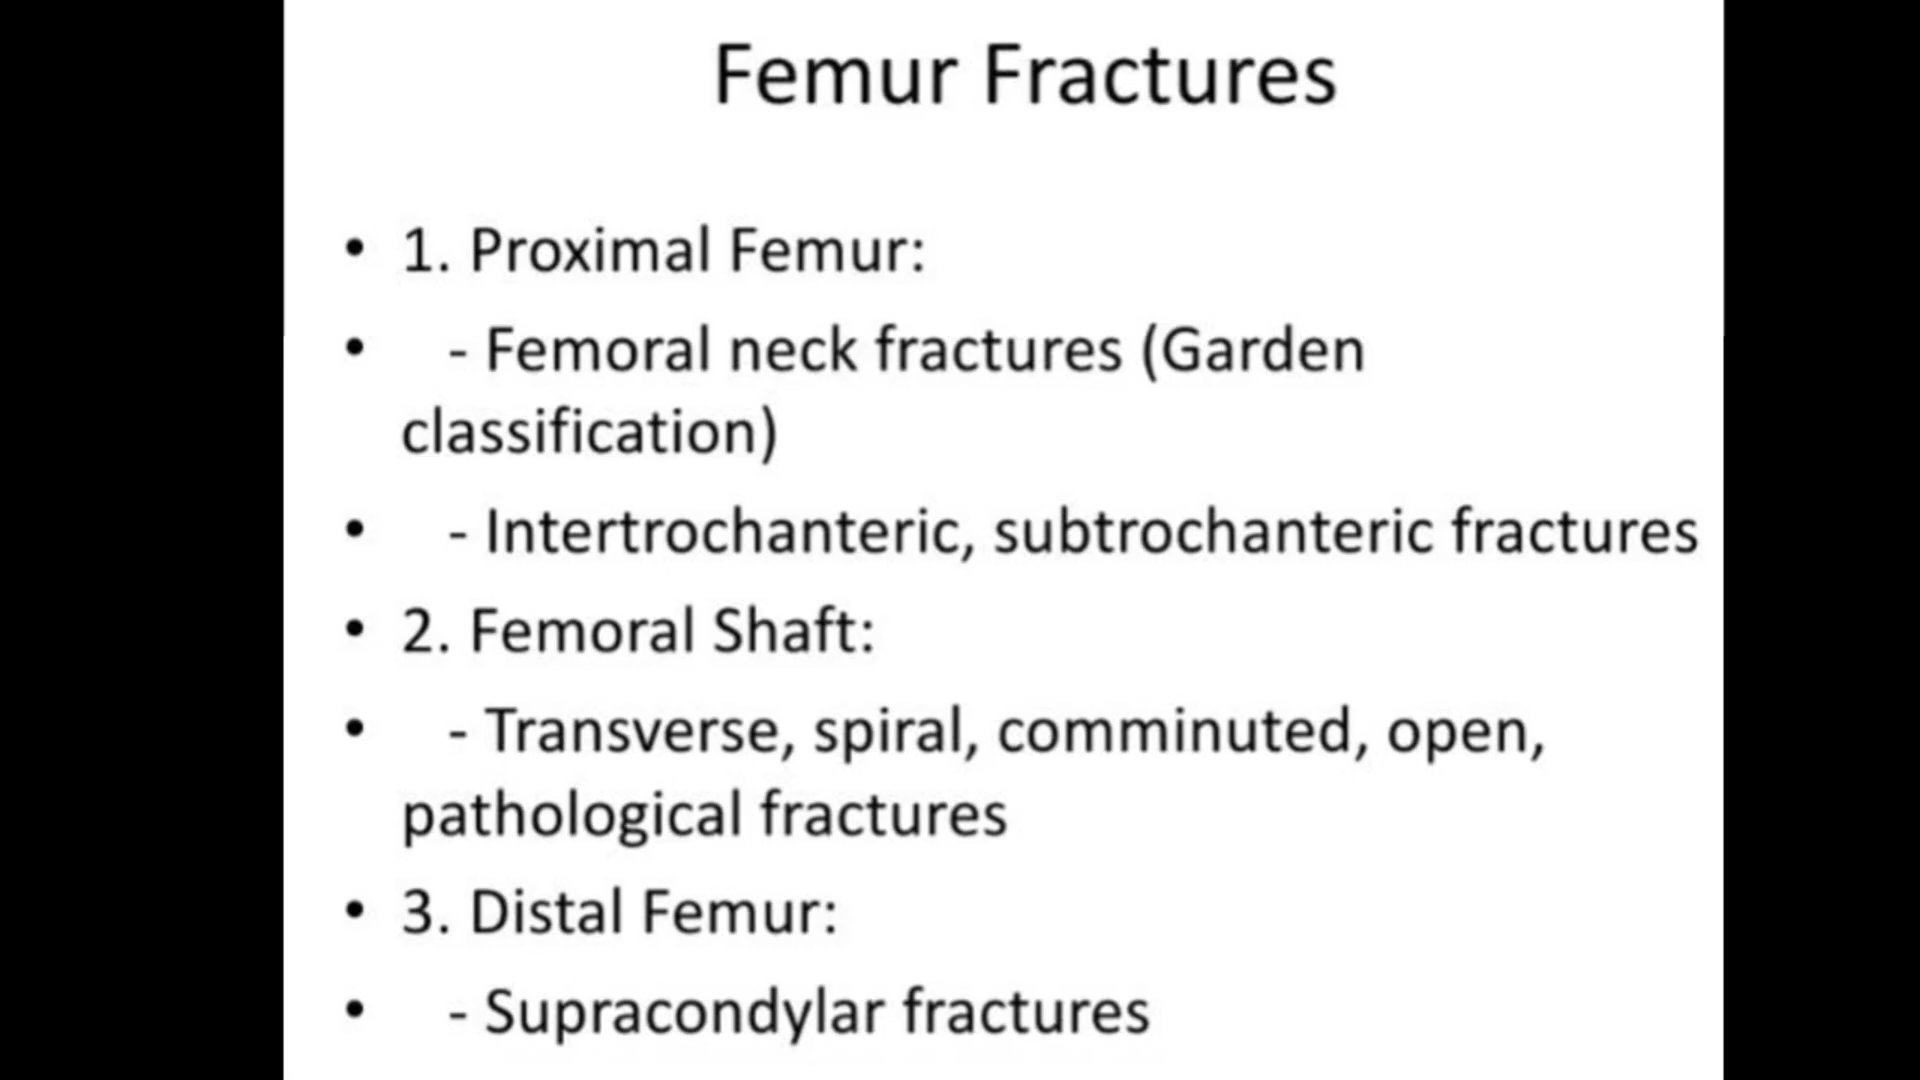 Femur Fractures
• 1. Proximal Femur:
• - Femoral neck fractures (Garden
classification)
• - Intertrochanteric, subtrochanteric fractures
• 2. Femoral Shaft:
• - Transverse, spiral, comminuted, open,
pathological fractures
• 3. Distal Femur:
• - Supracondylar fractures